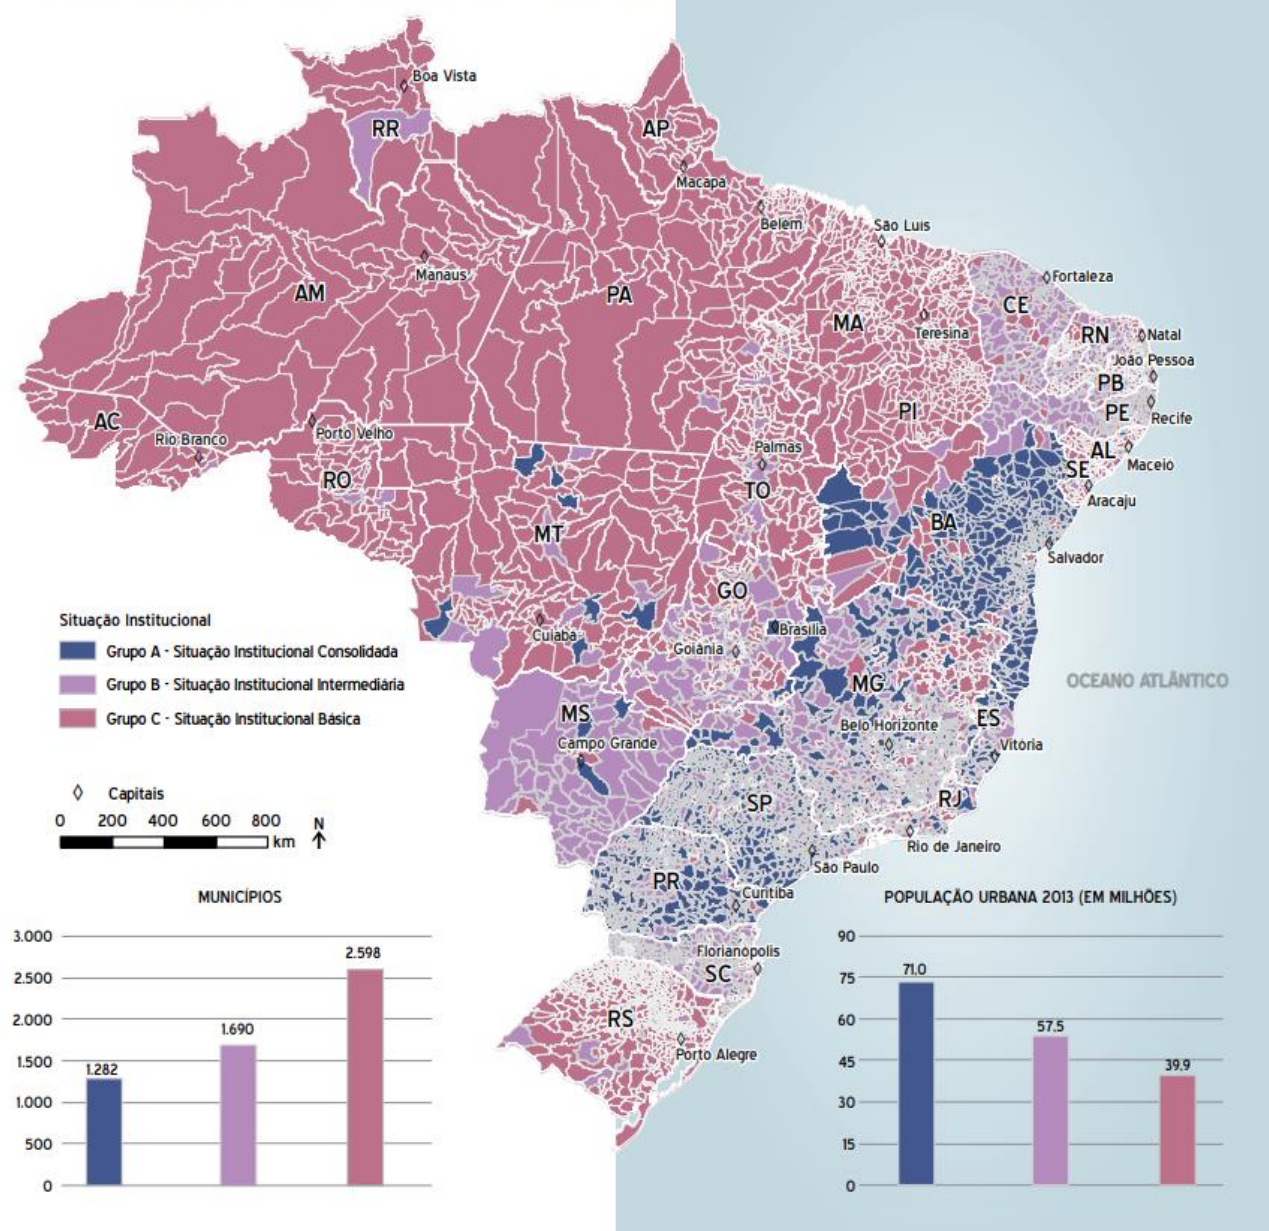 Boa Vista
RR
AP
Macapá
Belém
São Luis
Fortaleza
Manaus
AM
PA
CE
MA
Teresina
RN
Natal
João Pessoa
PB
PI
PE
Recife
AC
Rio Branco
Porto Velho
RO
Palmas
TO
AL
Maceió
SE
Aracaju
MT
BA
Salvador
GO
Cuiabá
Goiânia
Brasília
MG
OCEANO ATLÂNTICO
MS
Campo Grande
Belo Horizonte
ES
Vitória
SP
RJ
Rio de Janeiro
São Paulo
PR
Curitiba
Florianópolis
SC
RS
Porto Alegre
Situação Institucional
Grupo A - Situação Institucional Consolidada
Grupo B - Situação Institucional Intermediária
Grupo C - Situação Institucional Básica
Capitais
0 200 400 600 800
km
N
MUNICÍPIOS
3.000
2.500
2.000
1.500
1.000
500
0
1.282
1.690
2.598
POPULAÇÃO URBANA 2013 (EM MILHÕES)
90
75
60
45
30
15
0
71.0
57.5
39.9